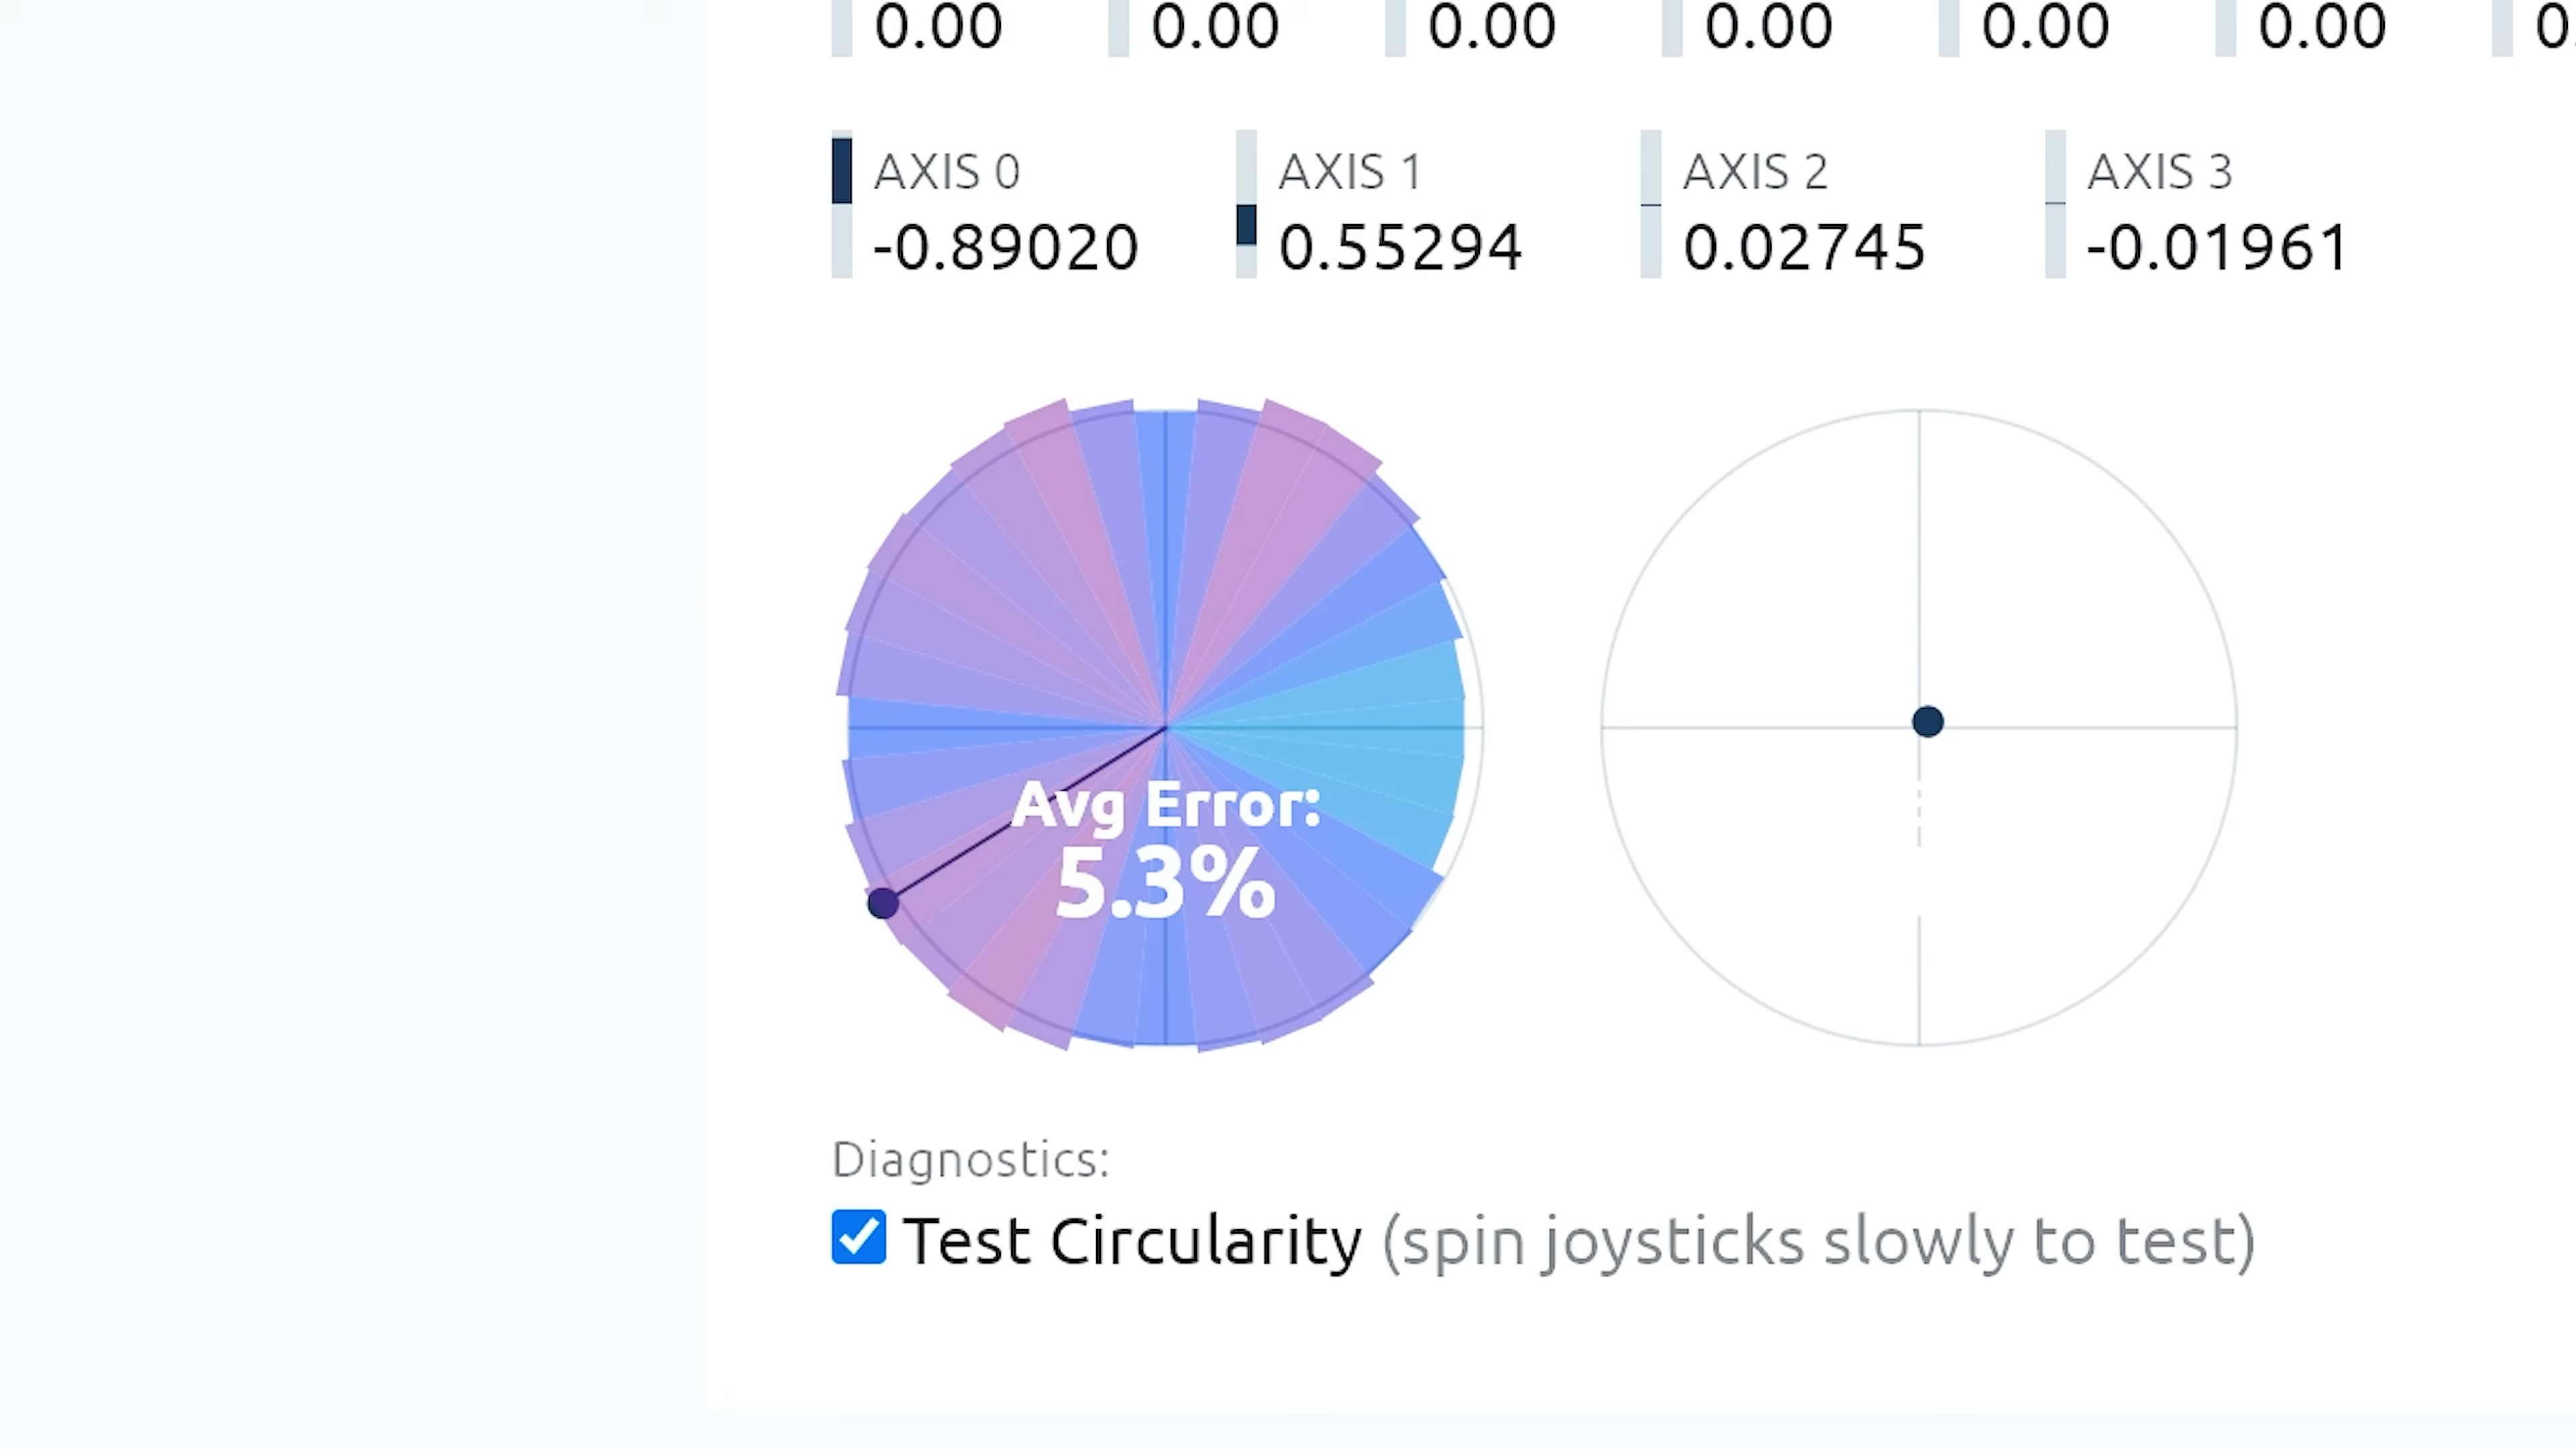 0.00 0.00 0.00 0.00 0.00 0.00
AXIS 0 AXIS 1 AXIS 2 AXIS 3
-0.89020 0.55294 0.02745 -0.01961
Avg Error:
5.3%
Diagnostics:
Test Circularity (spin joysticks slowly to test)